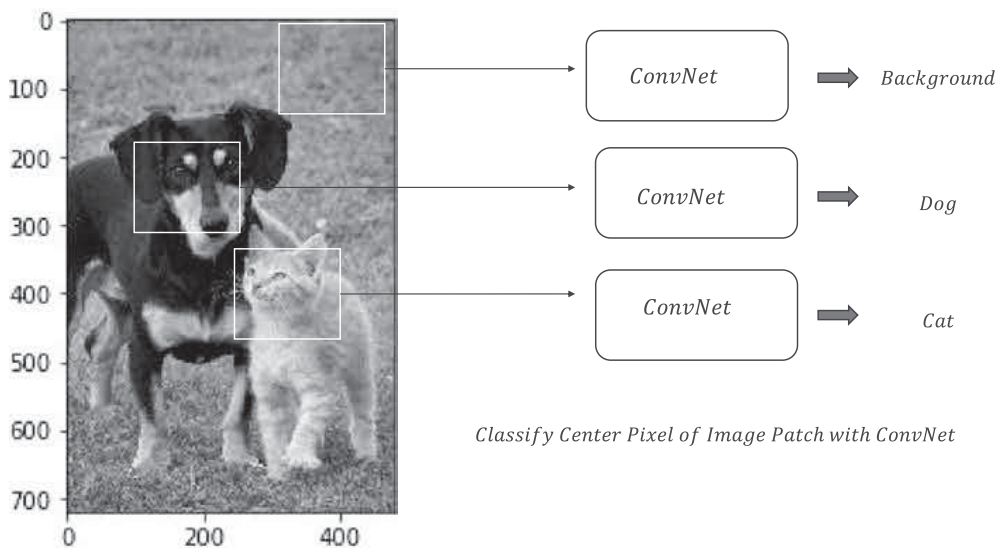 0
100
200
300
400
500
600
700
0 200 400
ConvNet
Background
ConvNet
Dog
ConvNet
Cat
Classify Center Pixel of Image Patch with ConvNet